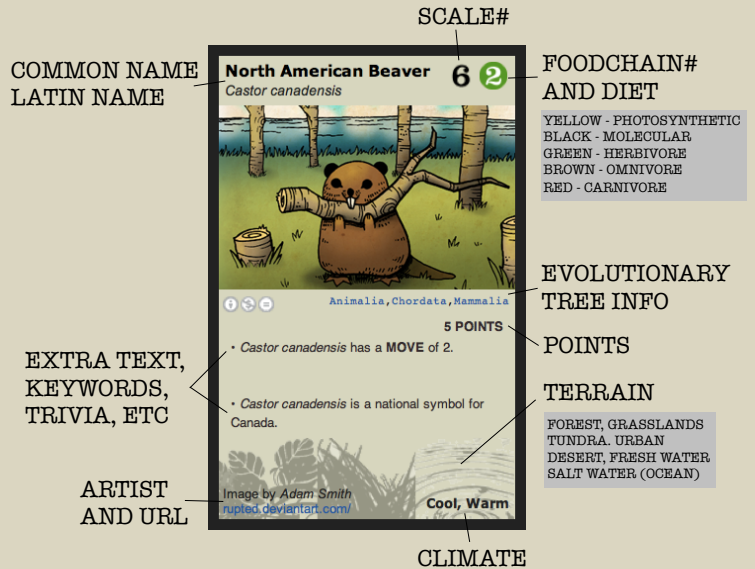 SCALE#
COMMON NAME
LATIN NAME
North American Beaver
Castor canadensis
6 2
FOODCHAIN#
AND DIET
YELLOW - PHOTOSYNTHETIC
BLACK - MOLECULAR
GREEN - HERBIVORE
BROWN - OMNIVORE
RED - CARNIVORE
Animalia,Chordata,Mammalia
EVOLUTIONARY
TREE INFO
5 POINTS
POINTS
EXTRA TEXT,
KEYWORDS,
TRIVIA, ETC
• Castor canadensis has a MOVE of 2.
• Castor canadensis is a national symbol for
Canada.
TERRAIN
FOREST, GRASSLANDS
TUNDRA. URBAN
DESERT, FRESH WATER
SALT WATER (OCEAN)
ARTIST
AND URL
Image by Adam Smith
rupted.deviantart.com/
Cool, Warm
CLIMATE